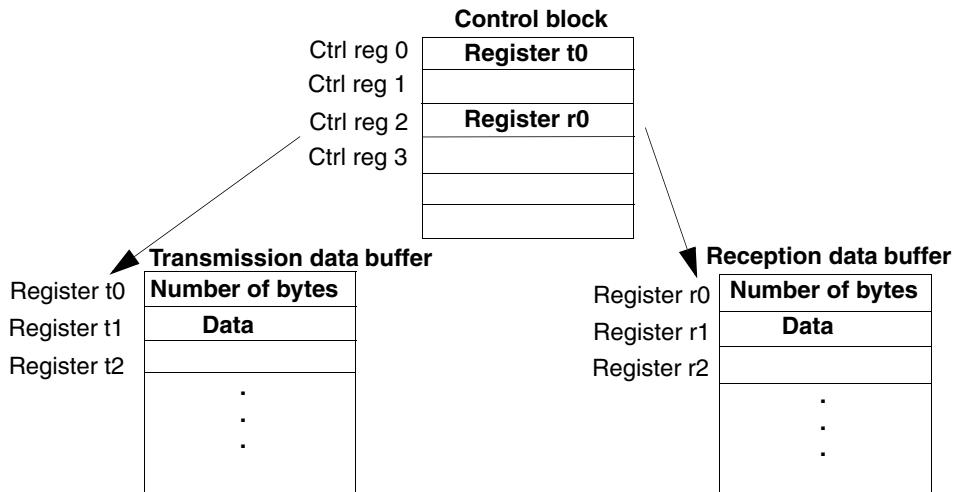 Control block
Ctrl reg 0 Register t0
Ctrl reg 1
Ctrl reg 2 Register r0
Ctrl reg 3
Transmission data buffer
Register t0 Number of bytes
Register t1 Data
Register t2
.
.
.
Reception data buffer
Register r0 Number of bytes
Register r1 Data
Register r2
.
.
.